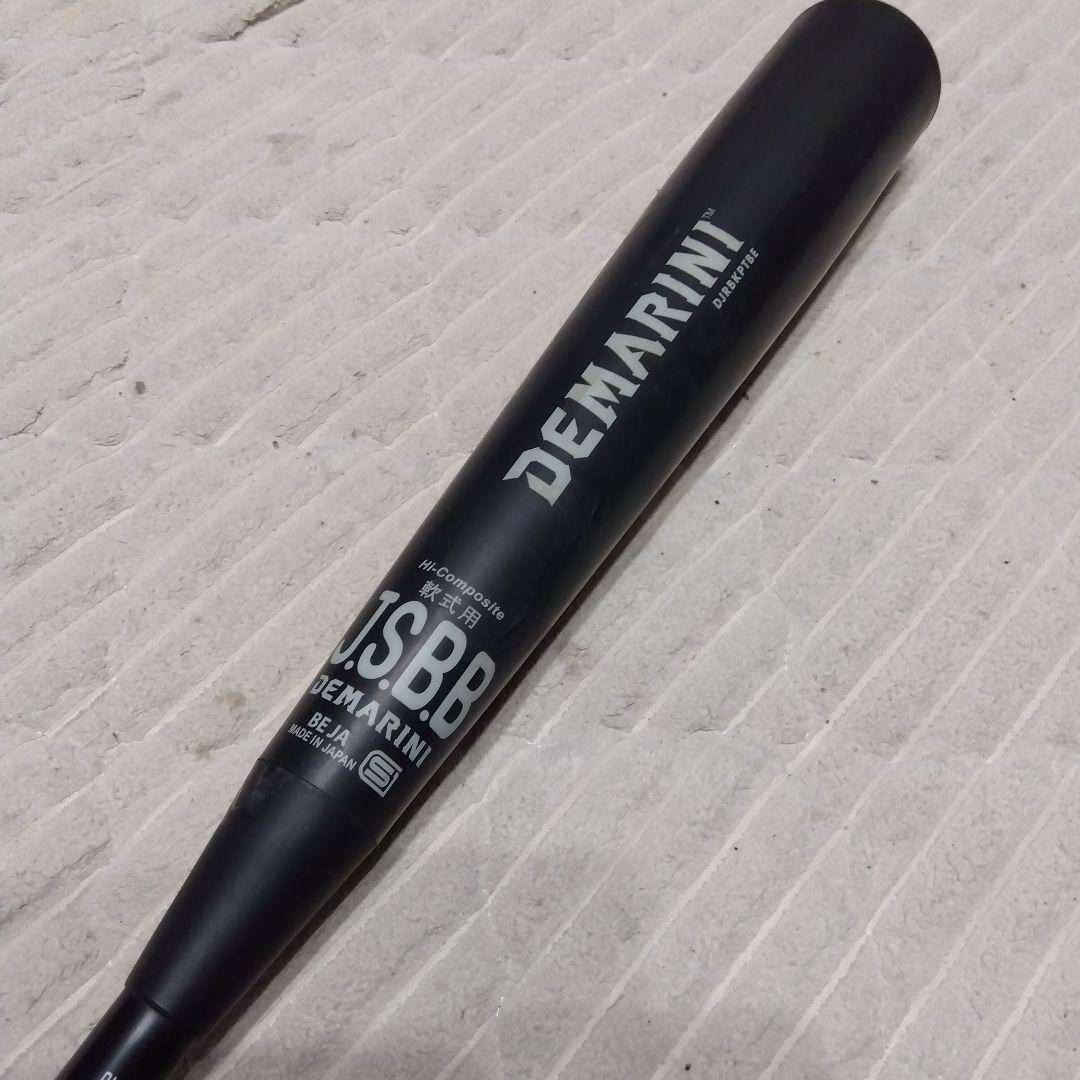 DEMARINI™
DJRBKPTBE
Hi-Composite
軟式用
J.S.B.B
DEMARINI
BEJA
MADE IN JAPAN